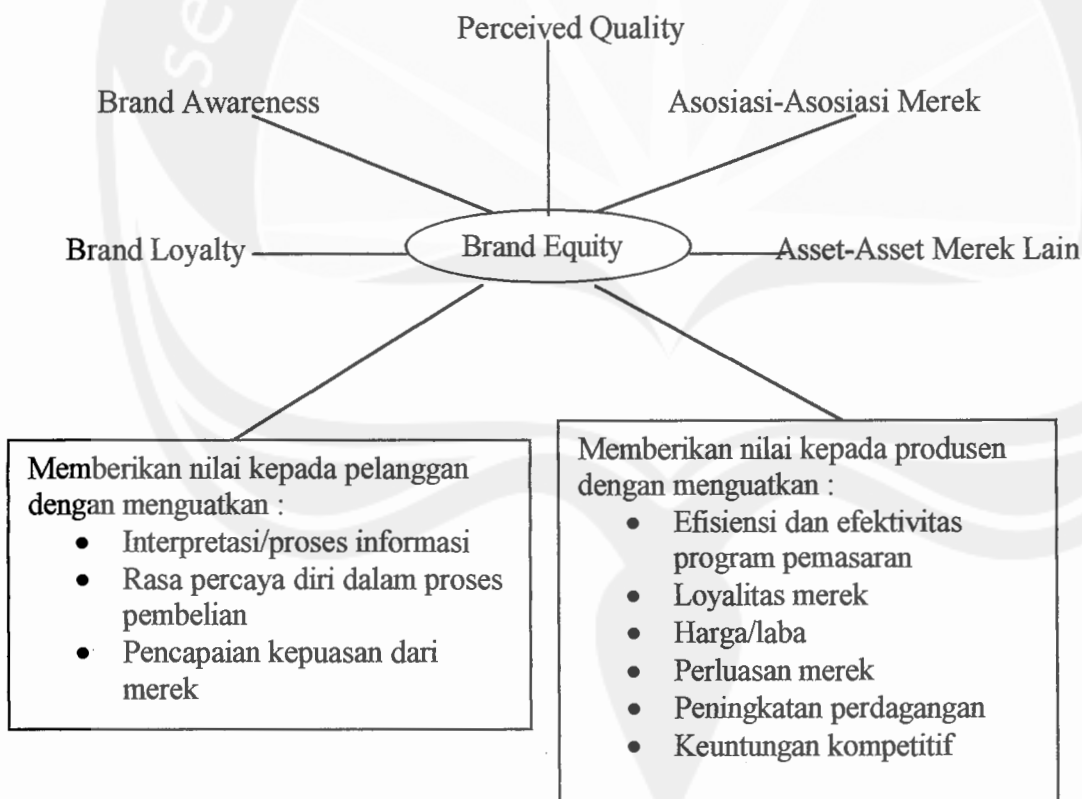 Perceived Quality
Brand Awareness
Asosiasi-Asosiasi Merek
Brand Loyalty
Brand Equity
Asset-Asset Merek Lain
Memberikan nilai kepada pelanggan
dengan menguatkan :
• Interpretasi/proses informasi
• Rasa percaya diri dalam proses
pembelian
• Pencapaian kepuasan dari
merek
Memberikan nilai kepada produsen
dengan menguatkan :
• Efisiensi dan efektivitas
program pemasaran
• Loyalitas merek
• Harga/laba
• Perluasan merek
• Peningkatan perdagangan
• Keuntungan kompetitif